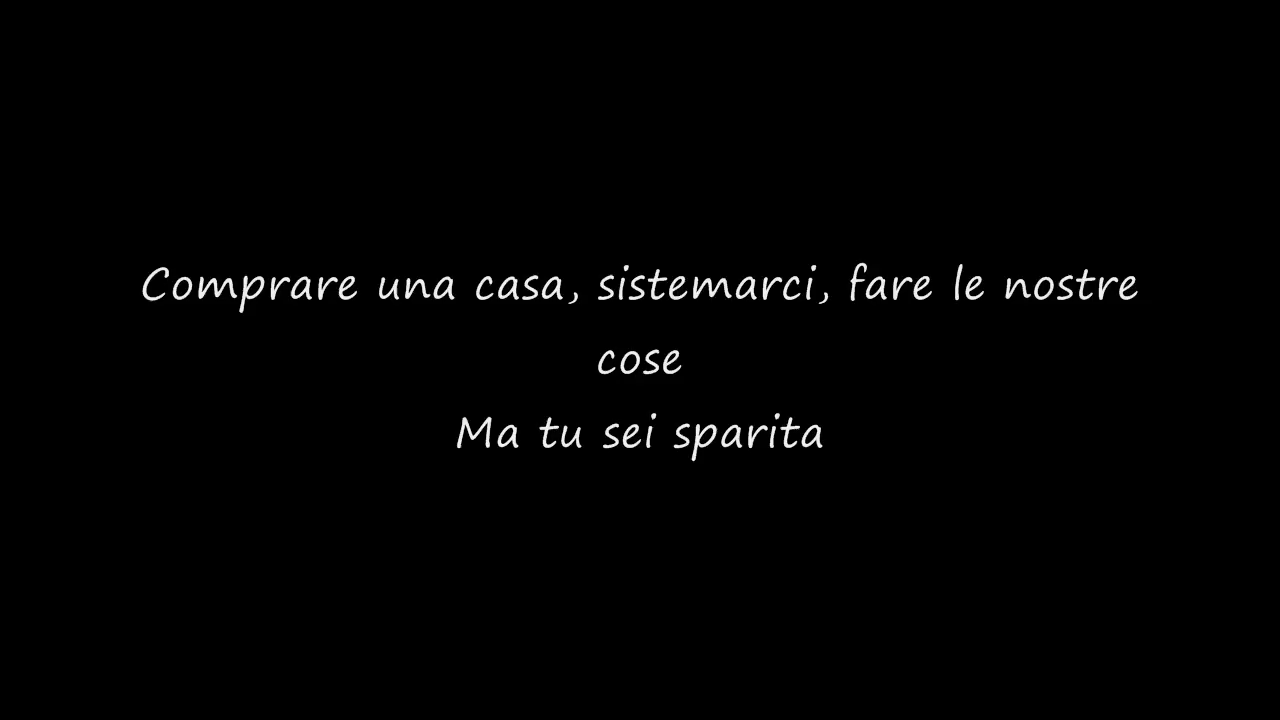 Comprare una casa, sistemarci, fare le nostre
cose
Ma tu sei sparita